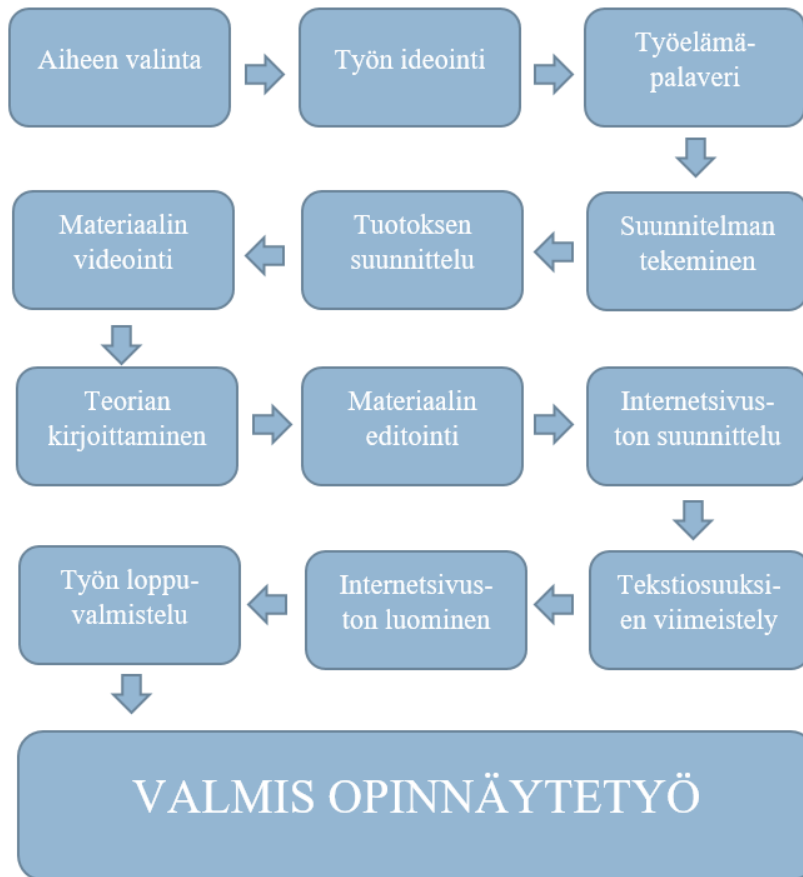 Aiheen valinta
Työn ideointi
Työelämä-
palaveri
Suunnitelman
tekeminen
Tuotoksen
suunnittelu
Materiaalin
videointi
Teorian
kirjoittaminen
Materiaalin
editointi
Internetsivus-
ton suunnittelu
Tekstiosuuksi-
en viimeistely
Internetsivus-
ton luominen
Työn loppu-
valmistelu
VALMIS OPINNÄYTETYÖ